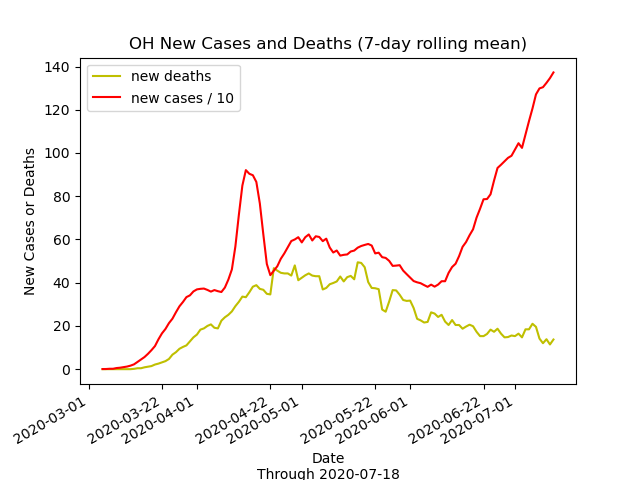 OH New Cases and Deaths (7-day rolling mean)
new deaths
new cases / 10
New Cases or Deaths
140
120
100
80
60
40
20
0
2020-03-01
2020-03-22
2020-04-01
2020-04-22
2020-05-01
2020-05-22
2020-06-01
2020-06-22
2020-07-01
Date
Through 2020-07-18